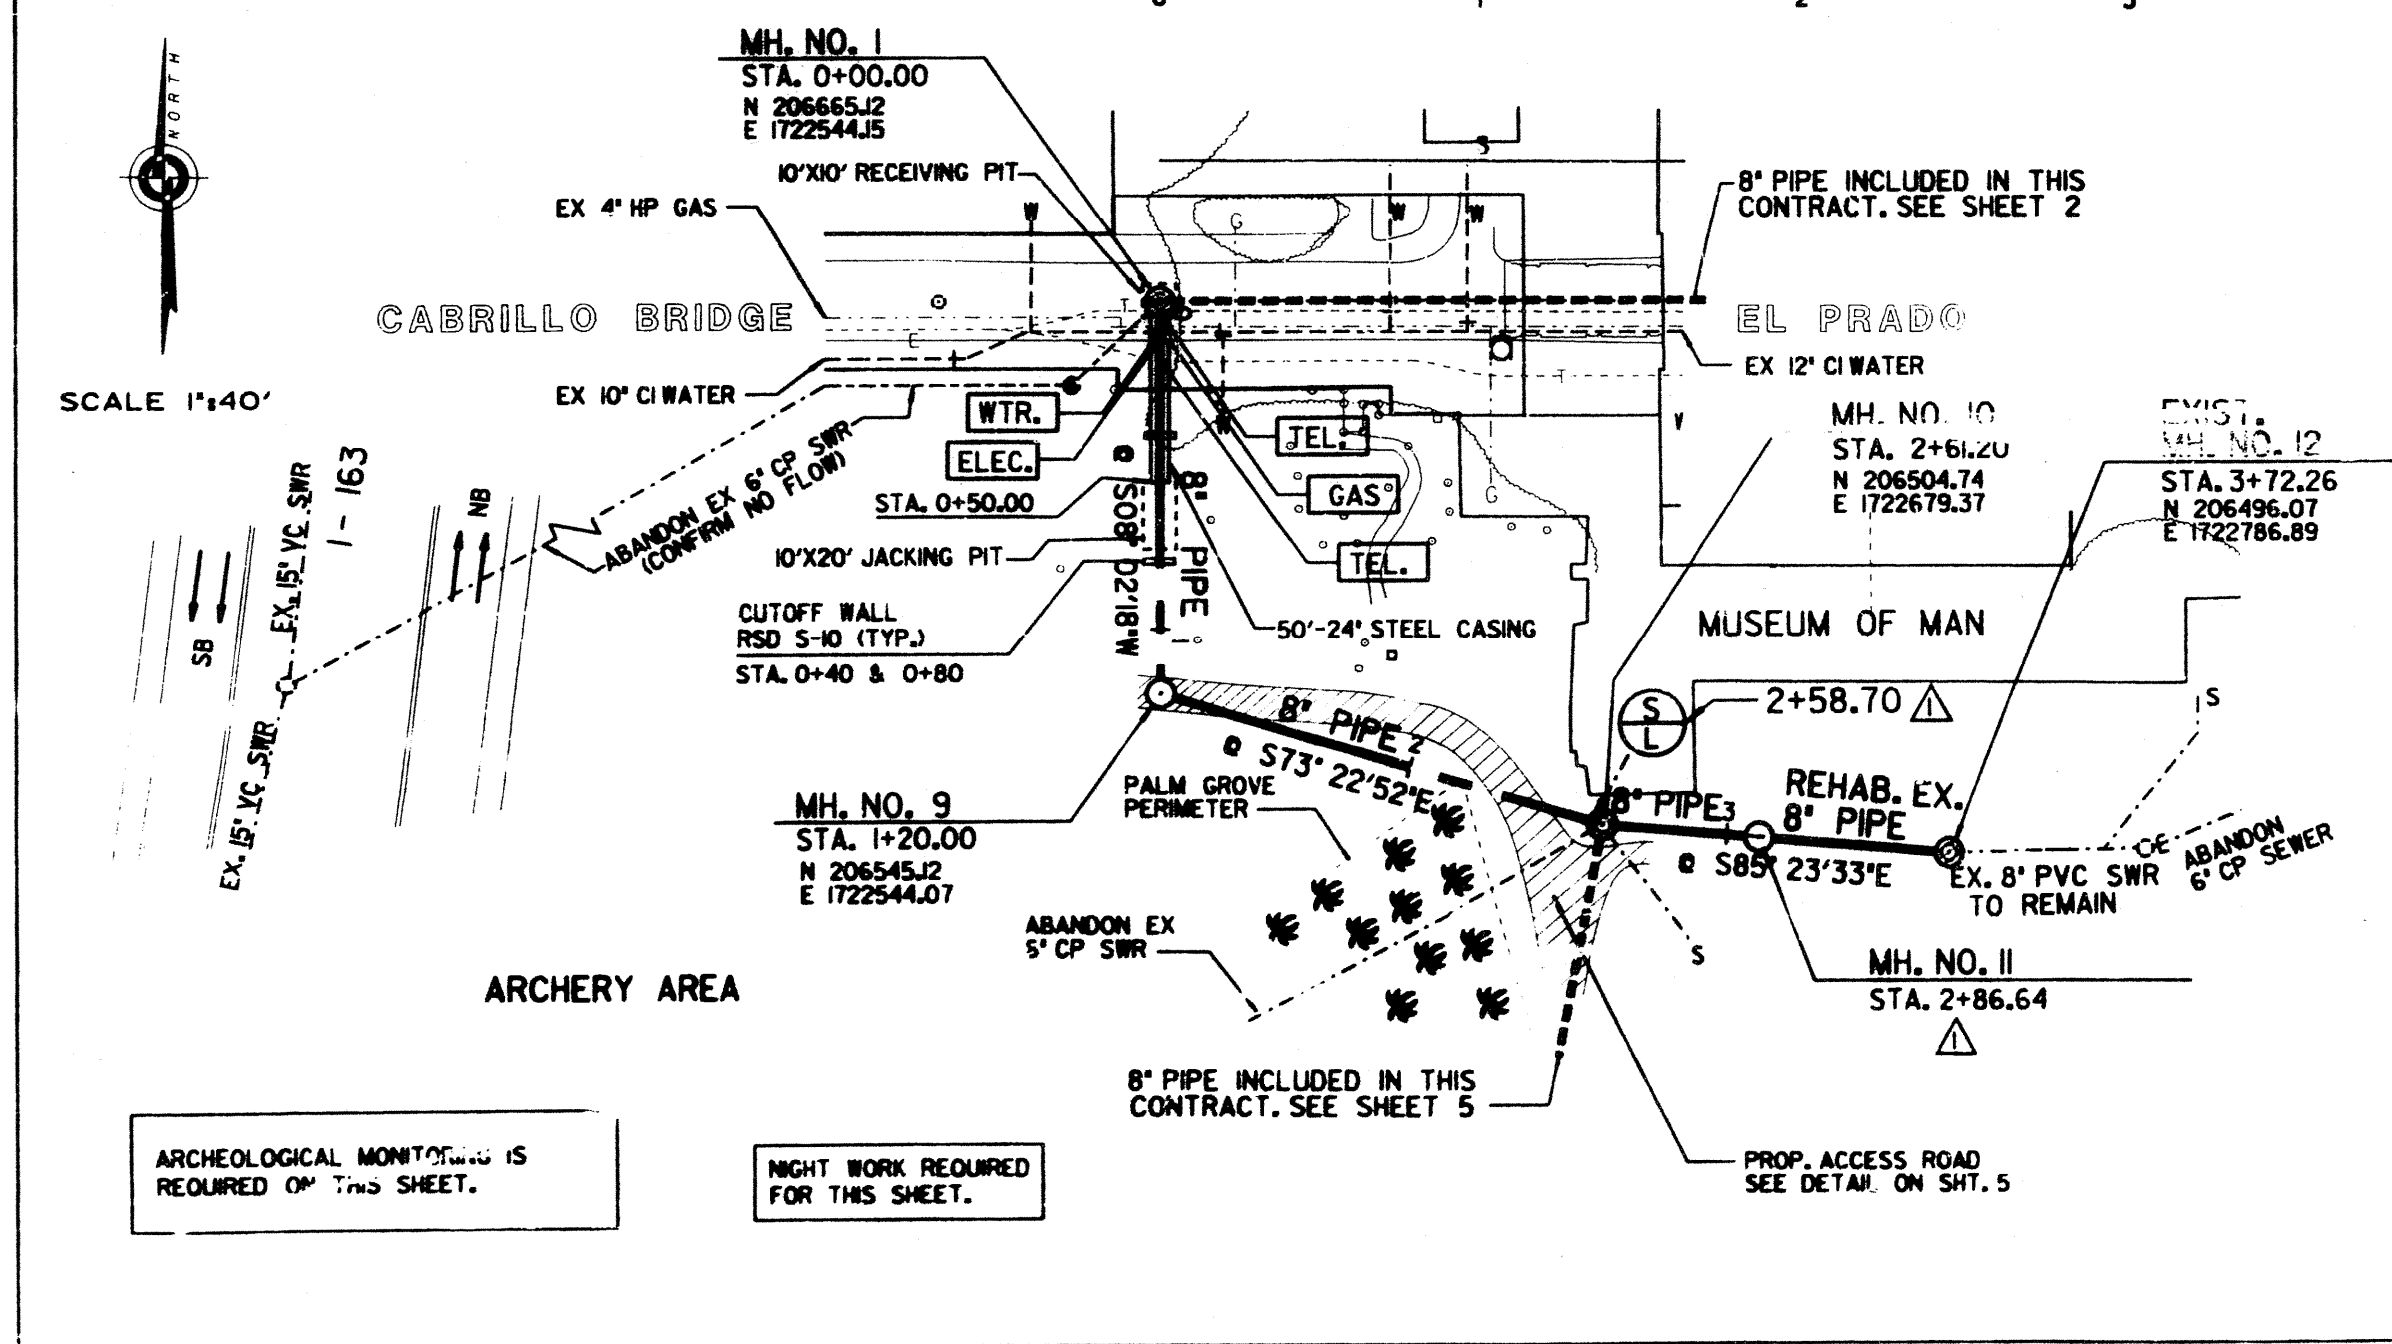 NORTH
SCALE 1":40'
MH. NO. 1
STA. 0+00.00
N 206665.12
E 1722544.15
10'X10' RECEIVING PIT
EX 4" HP GAS
CABRILLO BRIDGE
EX 10" CI WATER
WTR.
ELEC.
STA. 0+50.00
10'X20' JACKING PIT
CUTOFF WALL
RSD S-10 (TYP.)
STA. 0+40 & 0+80
ABANDON EX 6" CP SWR
(CONFIRM NO FLOW)
I-163
EX. 15" VC SWR
NB
SB
EX. 15" VC SWR
8" PIPE INCLUDED IN THIS
CONTRACT. SEE SHEET 2
EL PRADO
EX 12" CI WATER
W
W
W
W
G
T
E
T
G
S
TEL.
GAS
TEL.
50'-24" STEEL CASING
8" PIPE
MH. NO. 10
STA. 2+61.20
N 206504.74
E 1722679.37
EXIST.
MH. NO. 12
STA. 3+72.26
N 206496.07
E 1722786.89
MUSEUM OF MAN
S
L
2+58.70
1
S
MH. NO. 9
STA. 1+20.00
N 206545.12
E 1722544.07
8" PIPE
2
@ S73° 22'52"E
PALM GROVE
PERIMETER
8" PIPE
3
REHAB. EX.
8" PIPE
@ S85° 23'33"E
ABANDON
6" CP SEWER
EX. 8" PVC SWR
TO REMAIN
S
MH. NO. 11
STA. 2+86.64
1
ABANDON EX
CP SWR
ARCHERY AREA
8" PIPE INCLUDED IN THIS
CONTRACT. SEE SHEET 5
PROP. ACCESS ROAD
SEE DETAIL ON SHT. 5
ARCHEOLOGICAL MONITORING IS
REQUIRED ON THIS SHEET.
NIGHT WORK REQUIRED
FOR THIS SHEET.